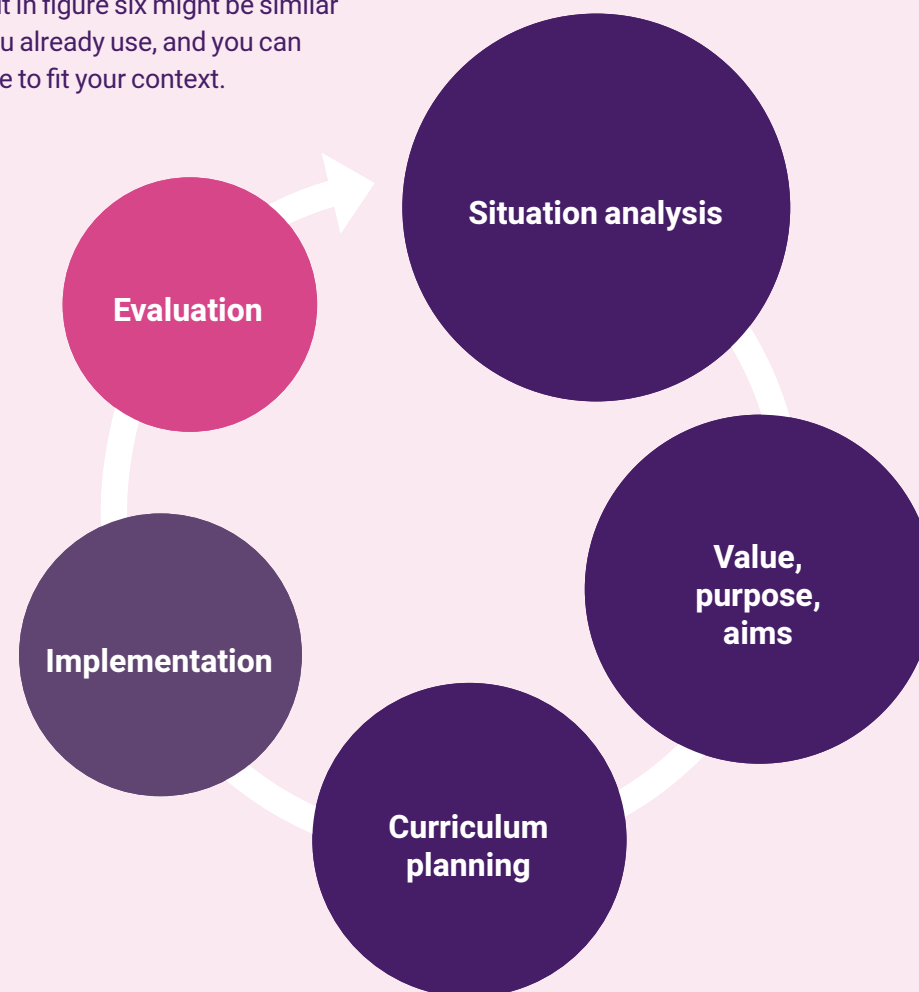 in figure six might be similar
already use, and you can
to fit your context.
Situation analysis
Evaluation
Value,
purpose,
aims
Implementation
Curriculum
planning